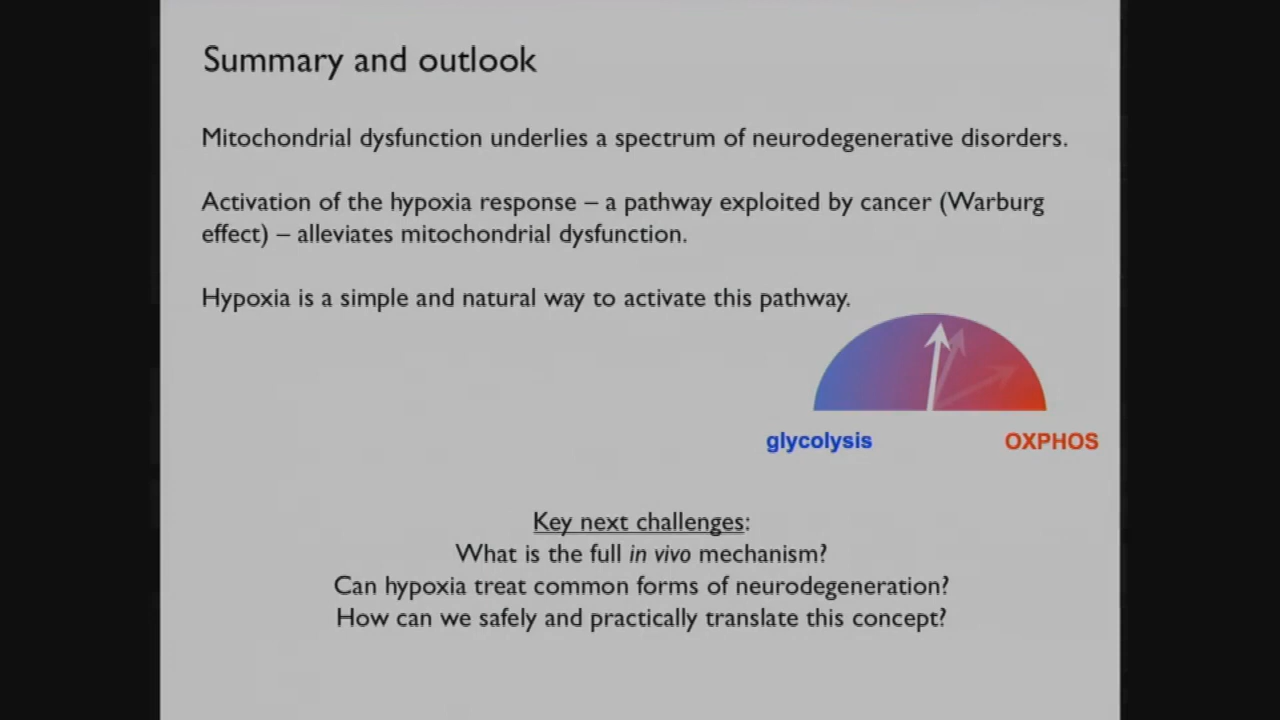 Summary and outlook
Mitochondrial dysfunction underlies a spectrum of neurodegenerative disorders.
Activation of the hypoxia response – a pathway exploited by cancer (Warburg
effect) – alleviates mitochondrial dysfunction.
Hypoxia is a simple and natural way to activate this pathway.
glycolysis
OXPHOS
Key next challenges:
What is the full in vivo mechanism?
Can hypoxia treat common forms of neurodegeneration?
How can we safely and practically translate this concept?